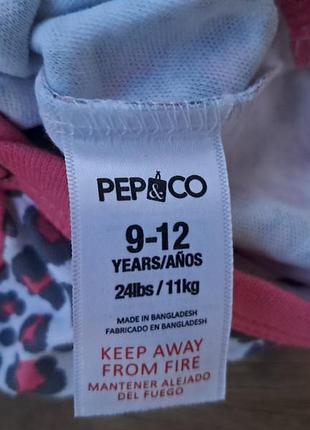 PEP&CO
9-12
YEARS/AÑOS
24lbs / 11kg
MADE IN BANGLADESH
FABRICADO EN BANGLADESH
KEEP AWAY
FROM FIRE
MANTENER ALEJADO
DEL FUEGO